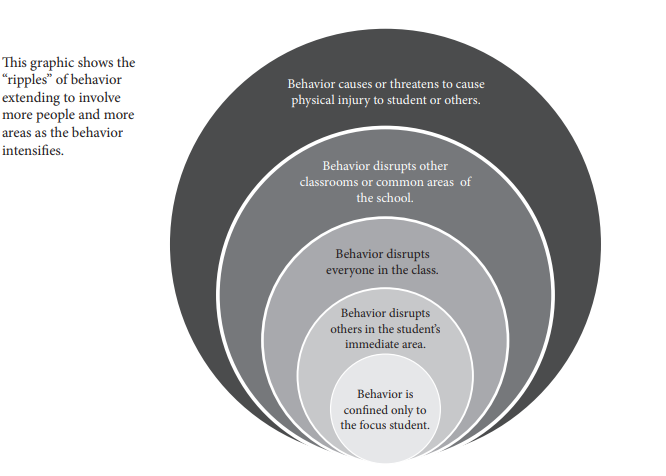 This graphic shows the
“ripples” of behavior
extending to involve
more people and more
areas as the behavior
intensifies.
Behavior causes or threatens to cause
physical injury to student or others.
Behavior disrupts other
classrooms or common areas of
the school.
Behavior disrupts
everyone in the class.
Behavior disrupts
others in the student’s
immediate area.
Behavior is
confined only to
the focus student.